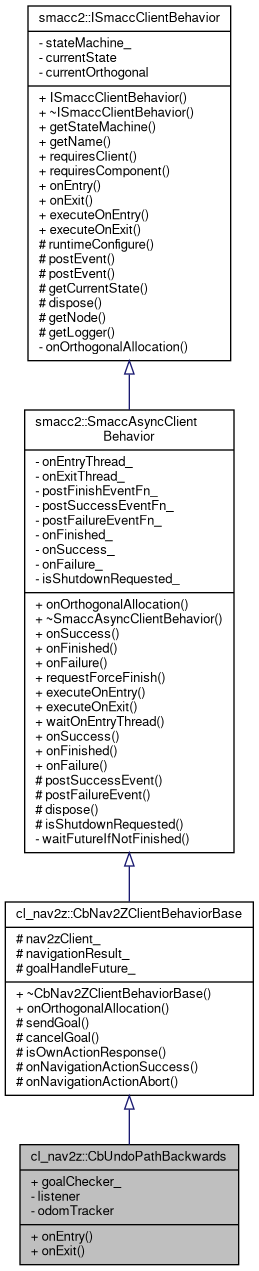 smacc2::ISmaccClientBehavior
- stateMachine_
- currentState
- currentOrthogonal
+ ISmaccClientBehavior()
+ ~ISmaccClientBehavior()
+ getStateMachine()
+ getName()
+ requiresClient()
+ requiresComponent()
+ onEntry()
+ onExit()
+ executeOnEntry()
+ executeOnExit()
# runtimeConfigure()
# postEvent()
# postEvent()
# getCurrentState()
# dispose()
# getNode()
# getLogger()
- onOrthogonalAllocation()
smacc2::SmaccAsyncClient
Behavior
- onEntryThread_
- onExitThread_
- postFinishEventFn_
- postSuccessEventFn_
- postFailureEventFn_
- onFinished_
- onSuccess_
- onFailure_
- isShutdownRequested_
+ onOrthogonalAllocation()
+ ~SmaccAsyncClientBehavior()
+ onSuccess()
+ onFinished()
+ onFailure()
+ requestForceFinish()
+ executeOnEntry()
+ executeOnExit()
+ waitOnEntryThread()
+ onSuccess()
+ onFinished()
+ onFailure()
# postSuccessEvent()
# postFailureEvent()
# dispose()
# isShutdownRequested()
- waitFutureIfNotFinished()
cl_nav2z::CbNav2ZClientBehaviorBase
# nav2zClient_
# navigationResult_
# goalHandleFuture_
+ ~CbNav2ZClientBehaviorBase()
+ onOrthogonalAllocation()
# sendGoal()
# cancelGoal()
# isOwnActionResponse()
# onNavigationActionSuccess()
# onNavigationActionAbort()
cl_nav2z::CbUndoPathBackwards
+ goalChecker_
- listener
- odomTracker
+ onEntry()
+ onExit()